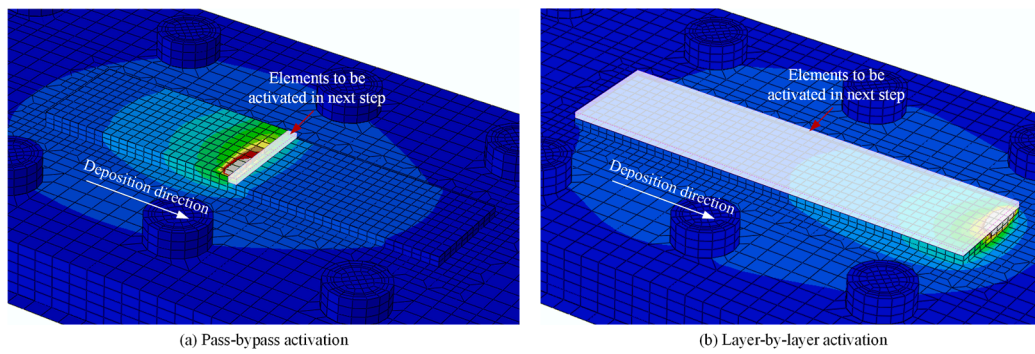 Elements to be
activated in next step
Deposition direction
(a) Pass-bypass activation
Elements to be
activated in next step
Deposition direction
(b) Layer-by-layer activation